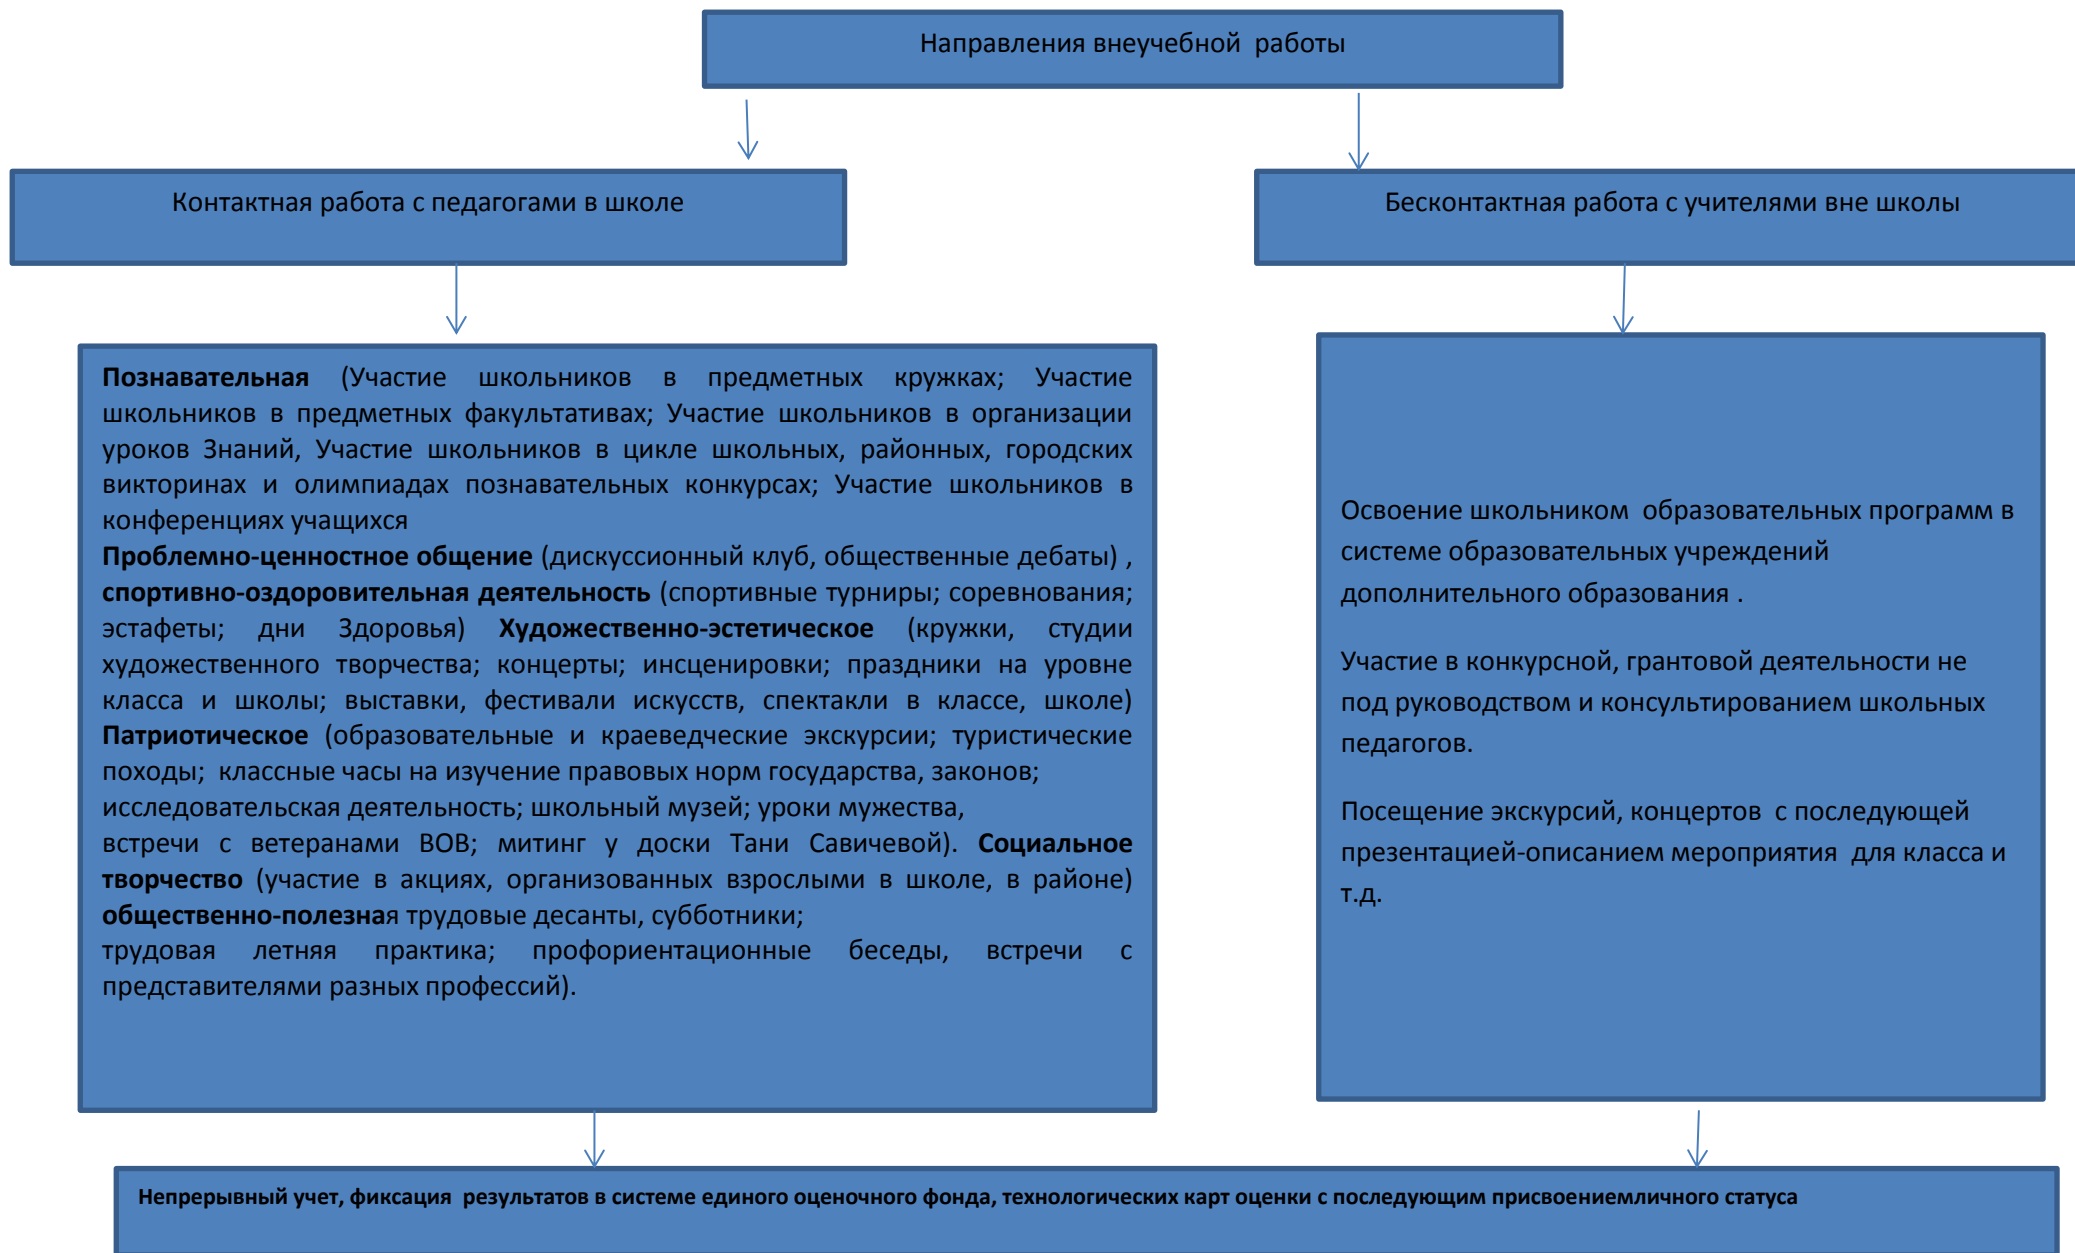 Направления внеучебной  работы
Контактная работа с педагогами в школе
Бесконтактная работа с учителями вне школы
Познавательная (Участие школьников в предметных кружках; Участие
школьников в предметных факультативах; Участие школьников в организации
уроков Знаний, Участие школьников в цикле школьных, районных, городских
викторинах и олимпиадах познавательных конкурсах; Участие школьников в
конференциях учащихся
Проблемно-ценностное общение (дискуссионный клуб, общественные дебаты) ,
спортивно-оздоровительная деятельность (спортивные турниры; соревнования;
эстафеты; дни Здоровья) Художественно-эстетическое (кружки, студии
художественного творчества; концерты; инсценировки; праздники на уровне
класса и школы; выставки, фестивали искусств, спектакли в классе, школе)
Патриотическое (образовательные и краеведческие экскурсии; туристические
походы;  классные часы на изучение правовых норм государства, законов;
исследовательская деятельность; школьный музей; уроки мужества,
встречи с ветеранами ВОВ; митинг у доски Тани Савичевой). Социальное
творчество (участие в акциях, организованных взрослыми в школе, в районе)
общественно-полезная трудовые десанты, субботники;
трудовая летняя практика; профориентационные беседы, встречи с
представителями разных профессий).
Освоение школьником  образовательных программ в
системе образовательных учреждений
дополнительного образования .
Участие в конкурсной, грантовой деятельности не
под руководством и консультированием школьных
педагогов.
Посещение экскурсий, концертов  с последующей
презентацией-описанием мероприятия  для класса и
т.д.
Непрерывный учет, фиксация  результатов в системе единого оценочного фонда, технологических карт оценки с последующим присвоениемличного статуса